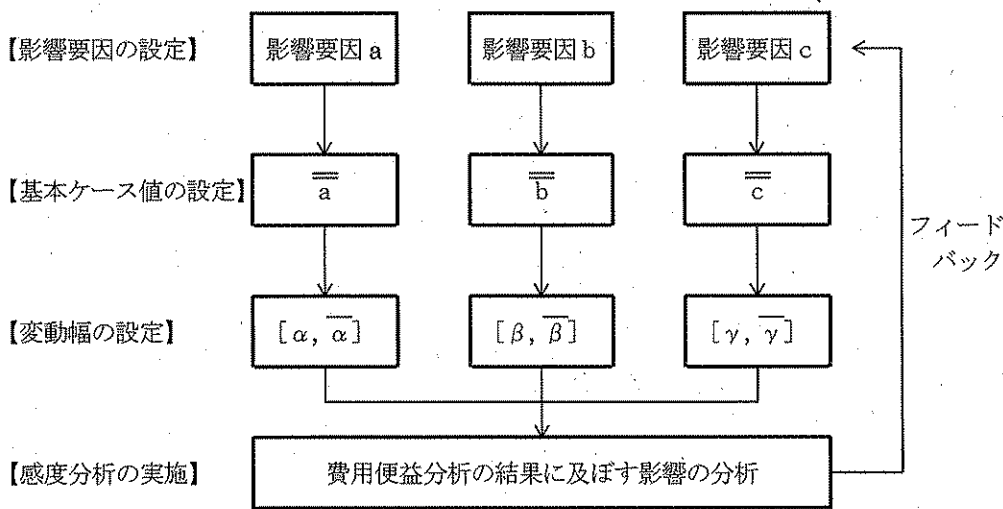 【影響要因の設定】 影響要因 a 影響要因 b 影響要因 c
【基本ケース値の設定】 a̿ b̿ c̿
フィード
バック
【変動幅の設定】 [α, α̅] [β, β̅] [γ, γ̅]
【感度分析の実施】 費用便益分析の結果に及ぼす影響の分析